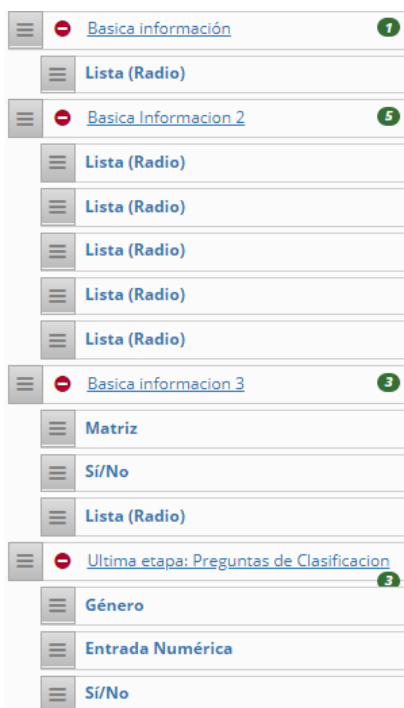 Basica información 1
Lista (Radio)
Basica Informacion 2 5
Lista (Radio)
Lista (Radio)
Lista (Radio)
Lista (Radio)
Lista (Radio)
Basica informacion 3 3
Matriz
Sí/No
Lista (Radio)
Ultima etapa: Preguntas de Clasificacion
3
Género
Entrada Numérica
Sí/No